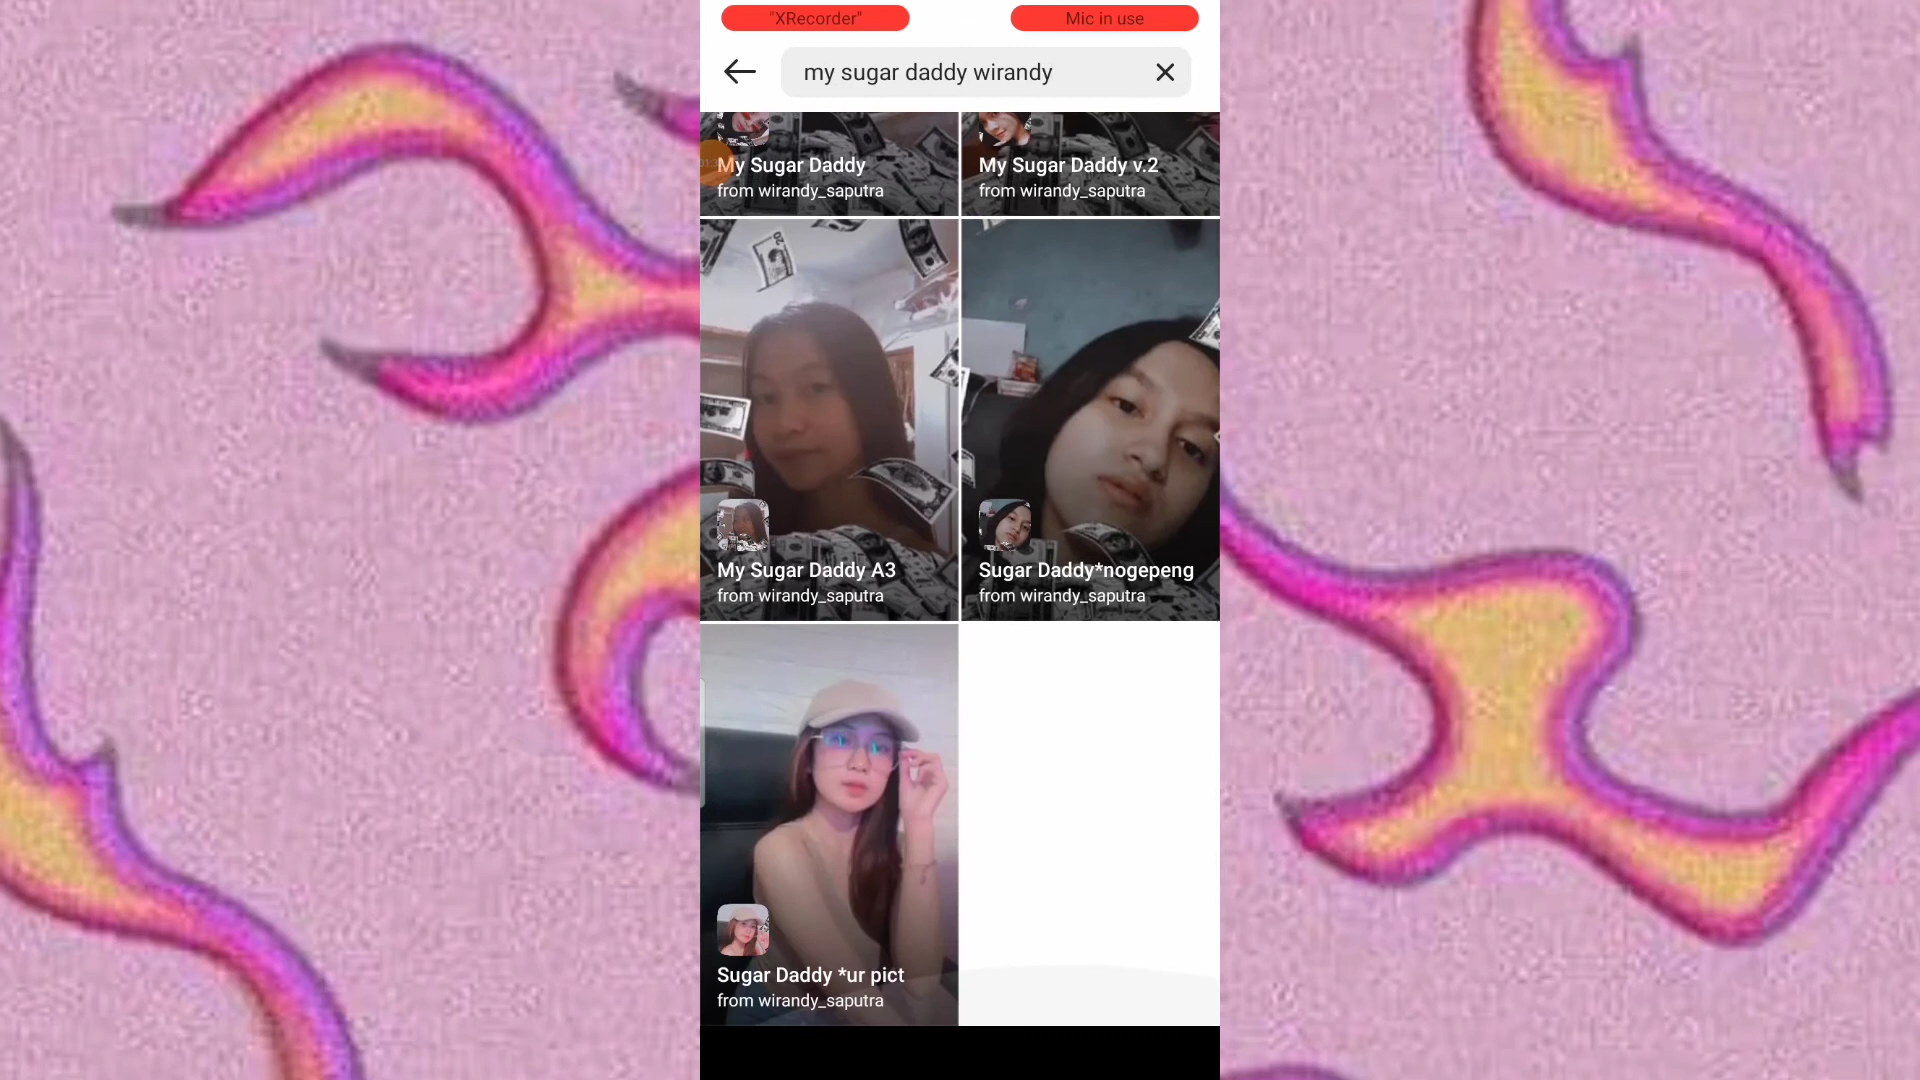 "XRecorder"
Mic in use
my sugar daddy wirandy
My Sugar Daddy
from wirandy_saputra
My Sugar Daddy v.2
from wirandy_saputra
My Sugar Daddy A3
from wirandy_saputra
Sugar Daddy*nogepeng
from wirandy_saputra
Sugar Daddy *ur pict
from wirandy_saputra